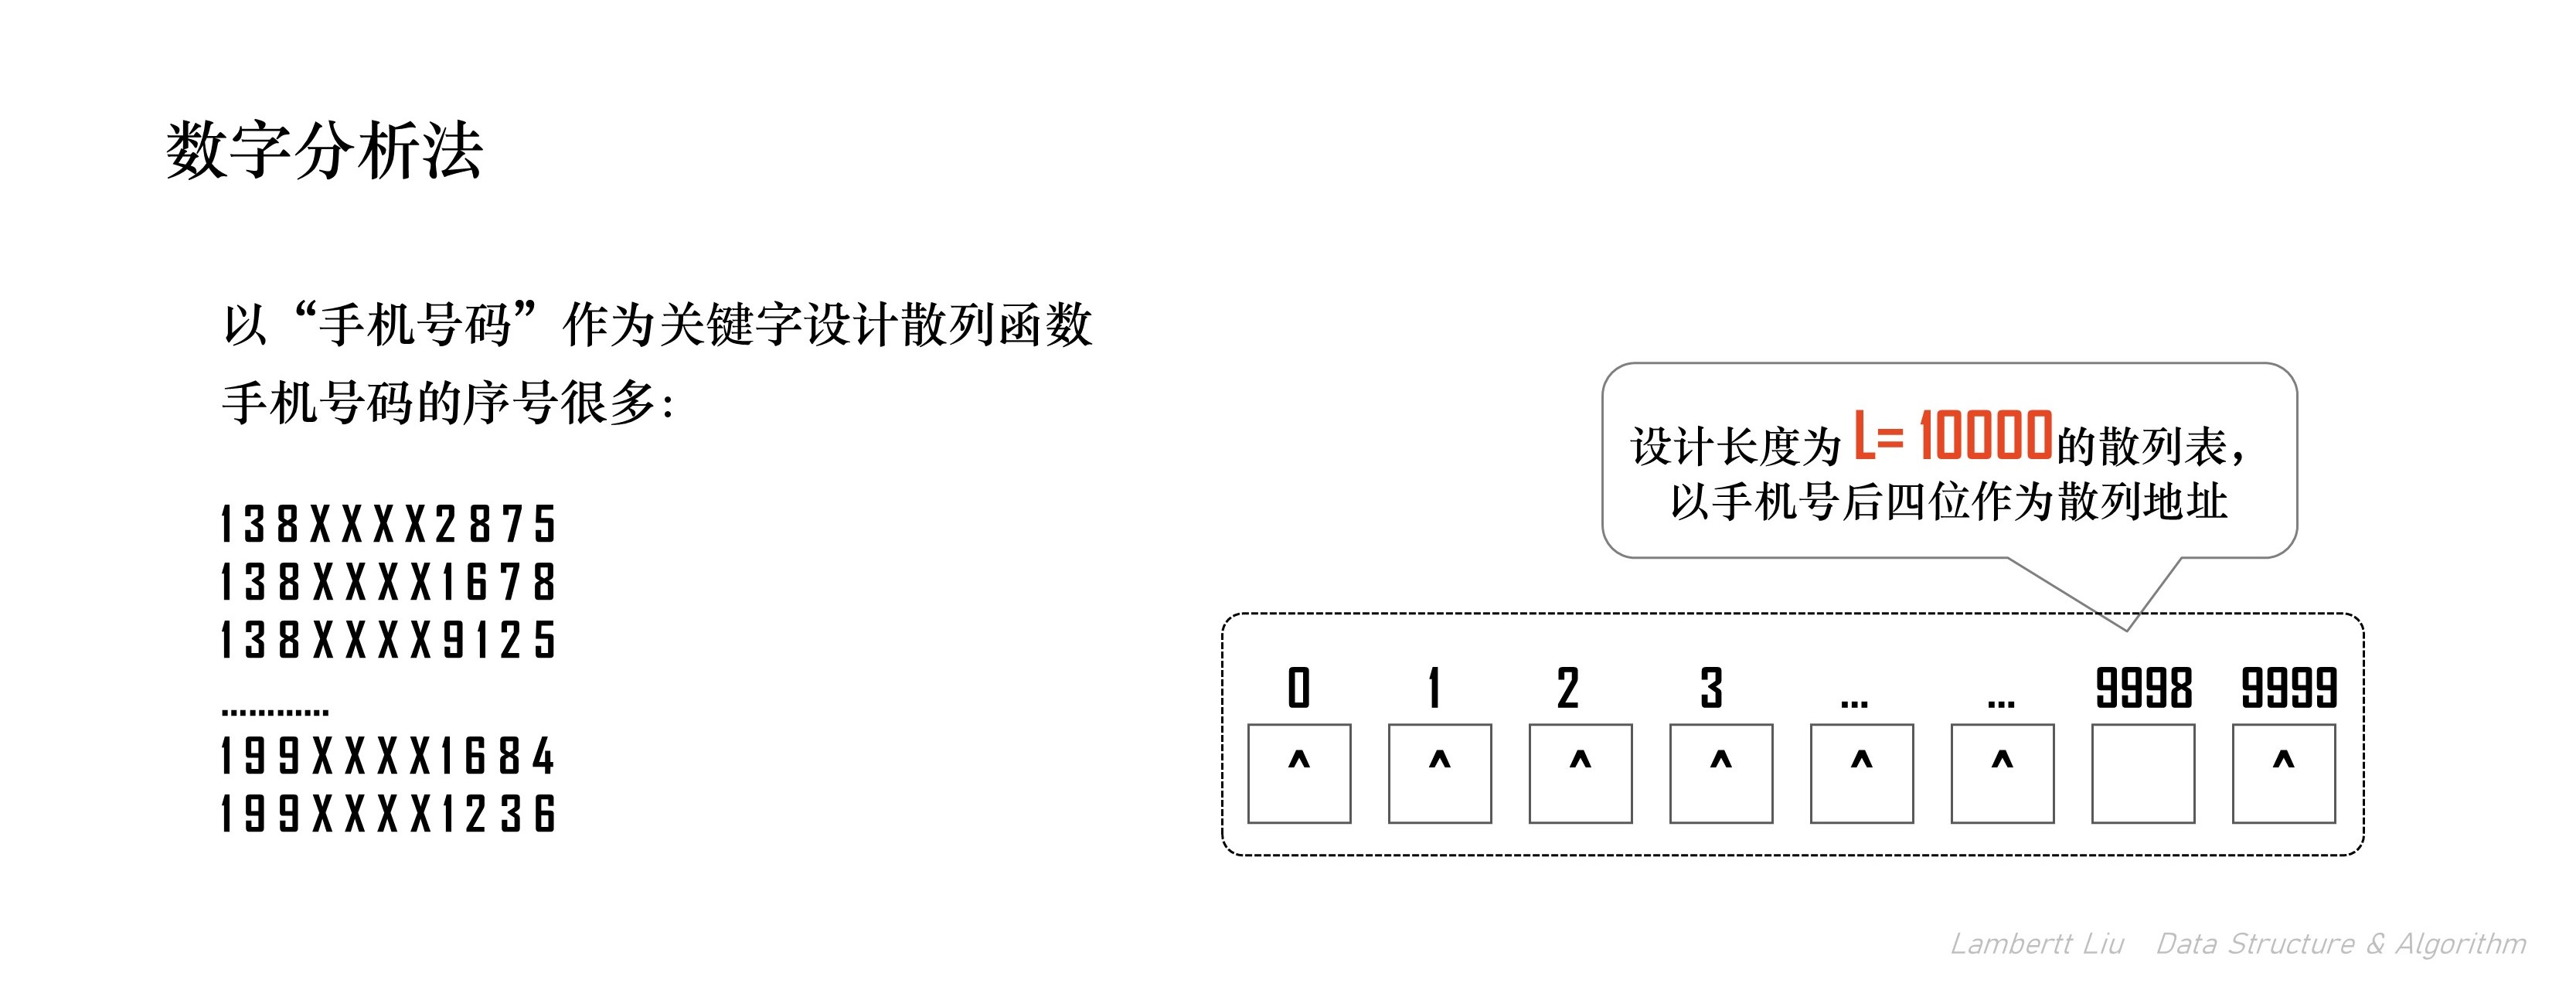 数字分析法
以“手机号码”作为关键字设计散列函数
手机号码的序号很多：
138XXXX2875
138XXXX1678
138XXXX9125
............
199XXXX1684
199XXXX1236
设计长度为 L= 10000的散列表，
以手机号后四位作为散列地址
0 1 2 3 ... ... 9998 9999
^ ^ ^ ^ ^ ^ ^
Lambertt Liu Data Structure & Algorithm